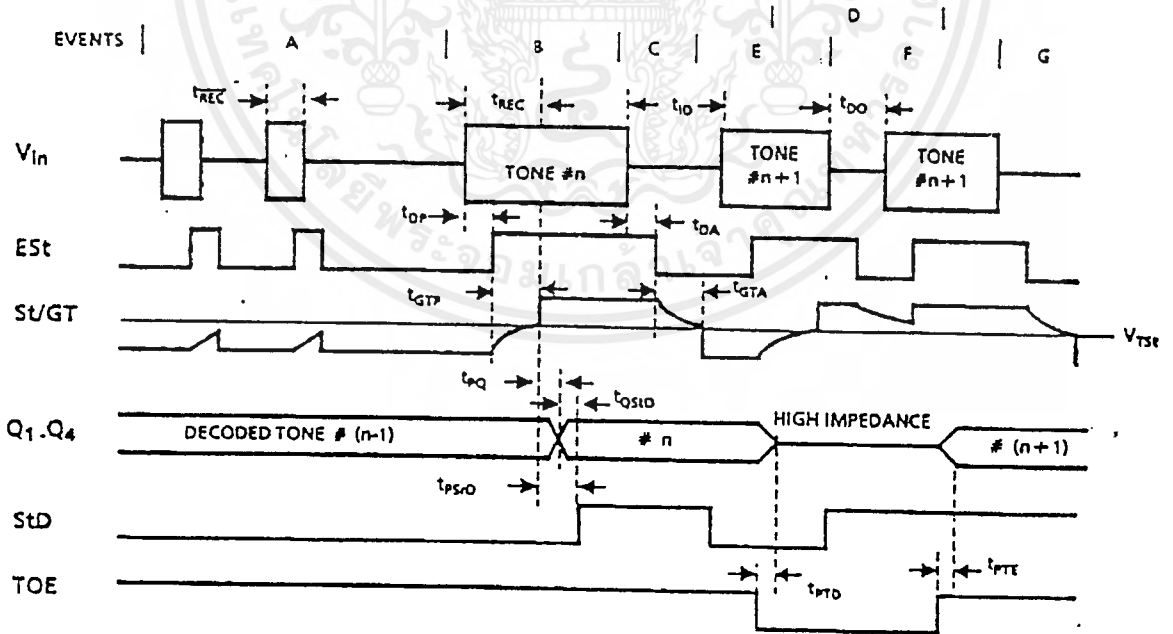 EVENTS | A | B | C | E | D | F | G
tREC tREC tID tDO
Vin
TONE #n
TONE #n+1
TONE #n+1
tDP tDA
ESt
tGTP tGTA
St/GT
VTSt
tPQ tQStD
Q1-Q4
DECODED TONE # (n-1)
# n
HIGH IMPEDANCE
# (n+1)
tPSrD
StD
tPTD tPTE
TOE